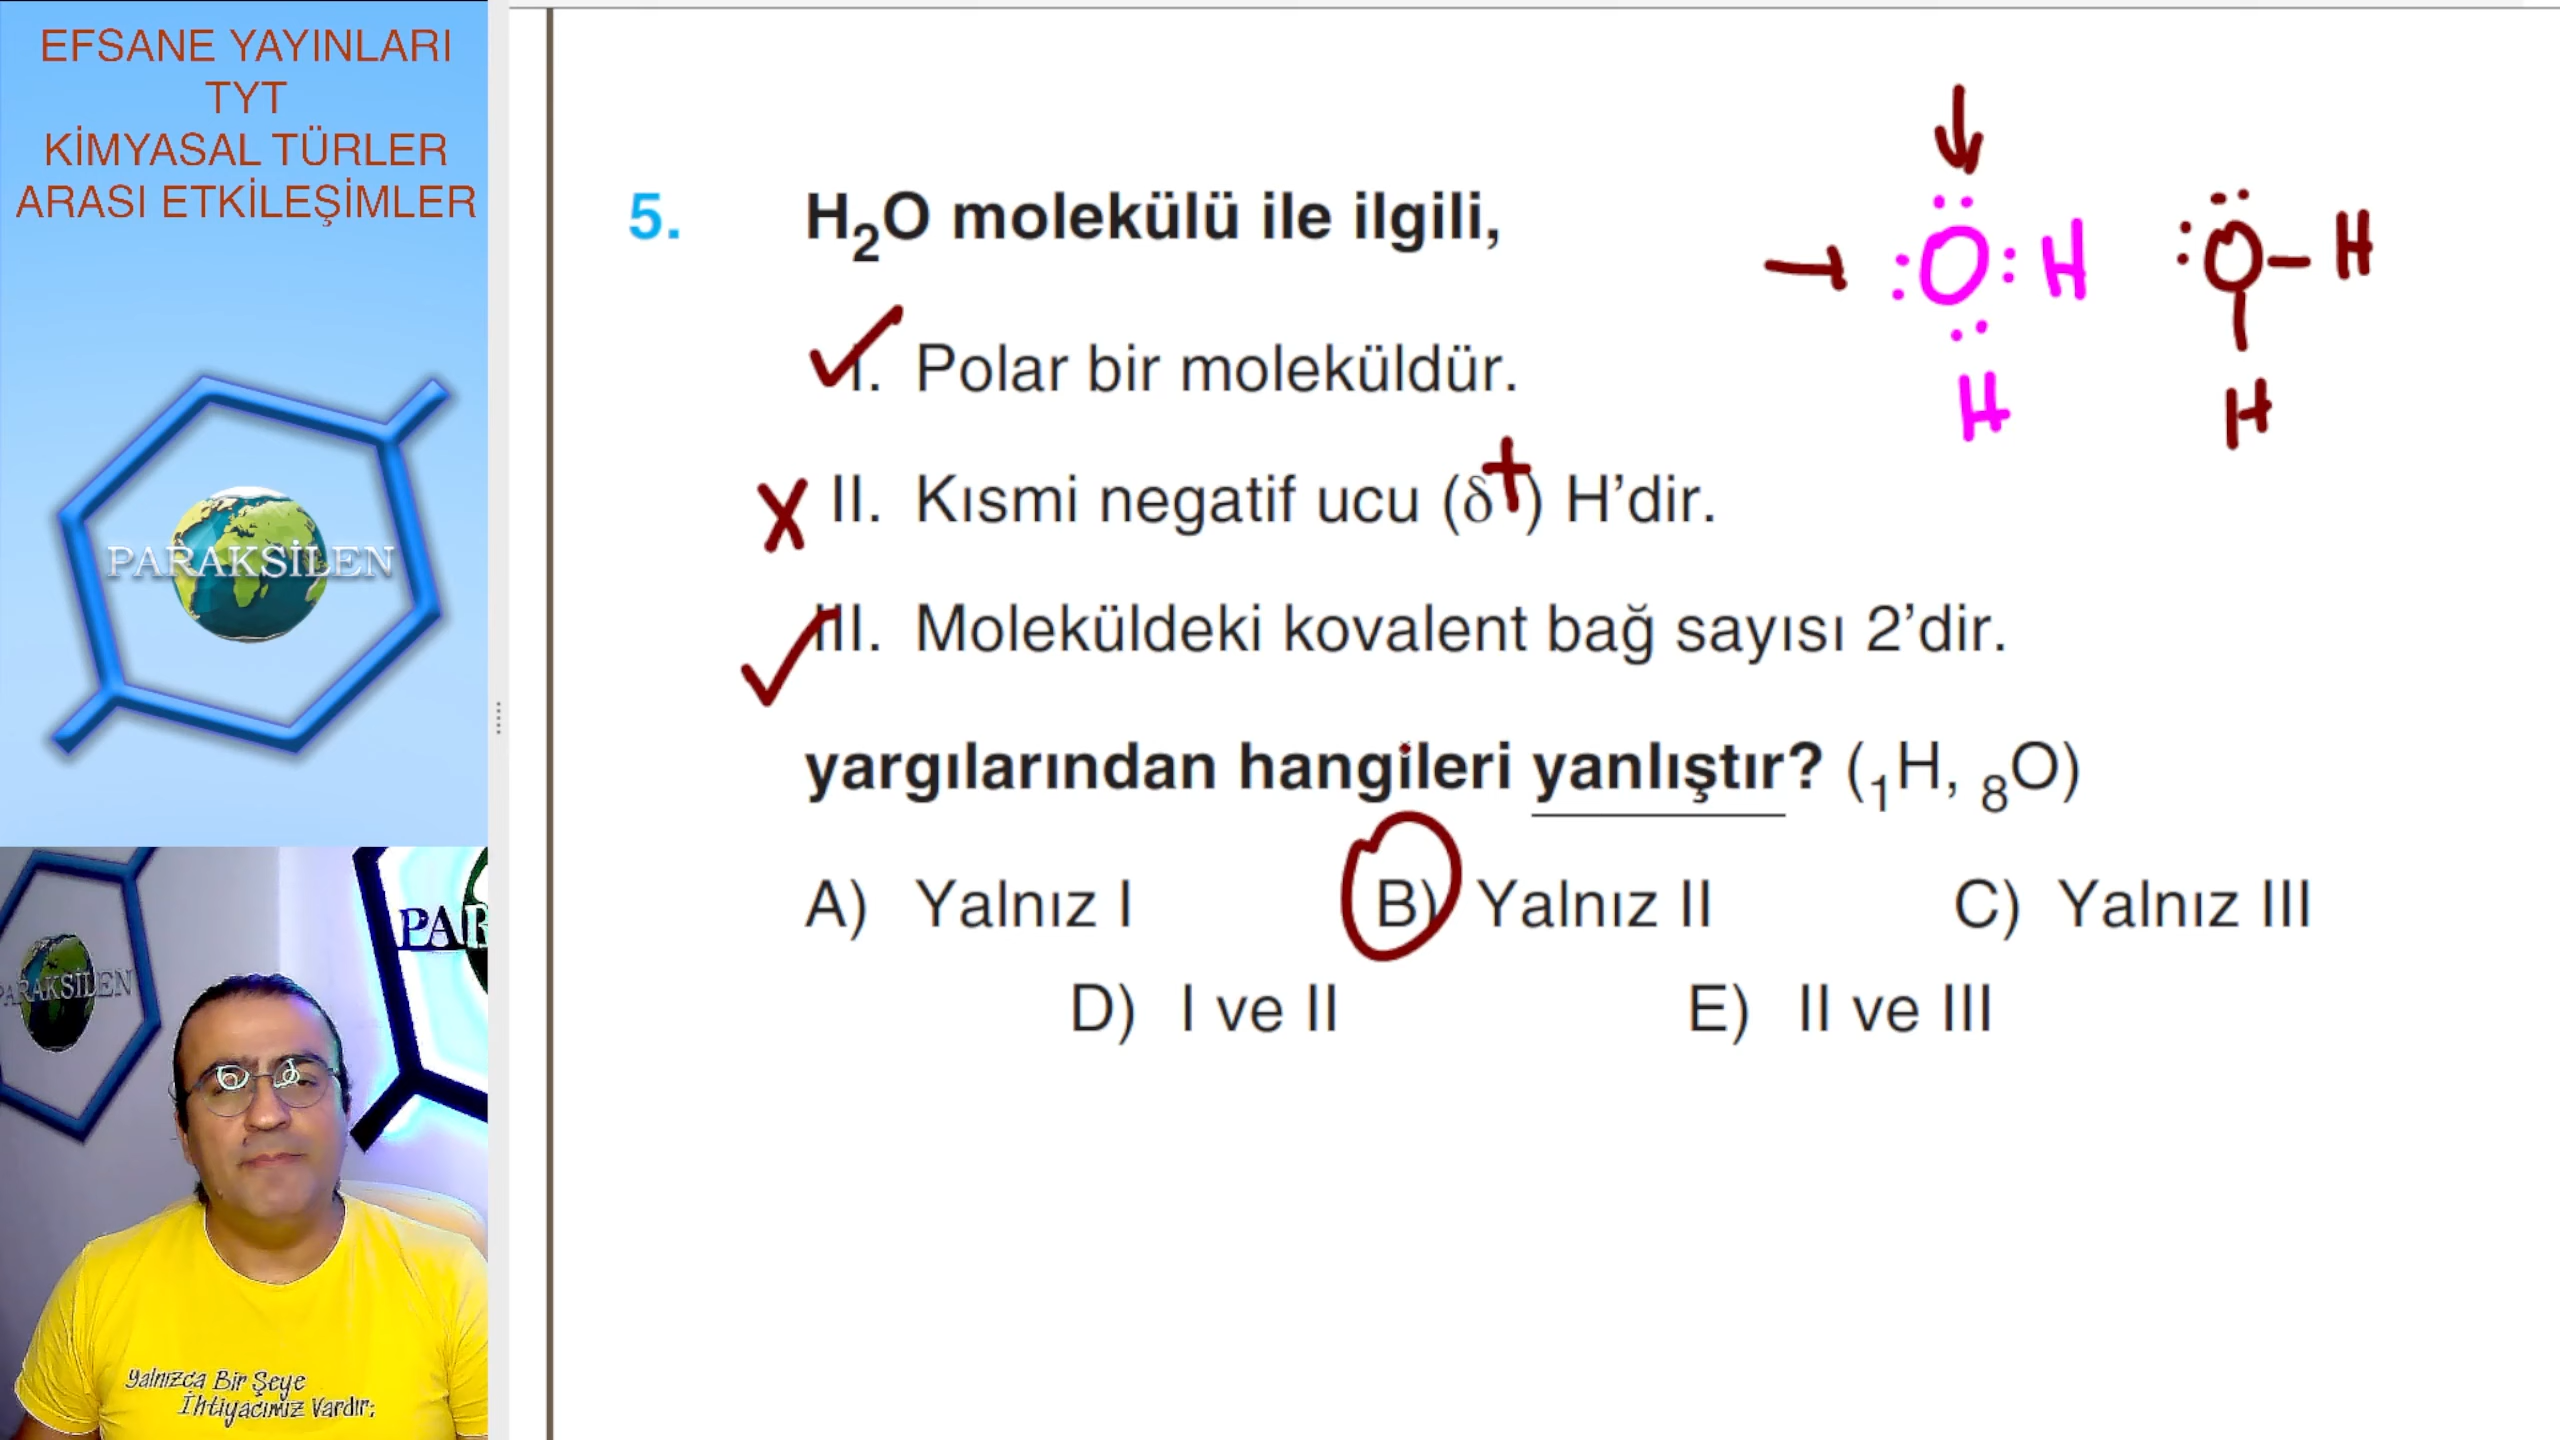 EFSANE YAYINLARI
TYT
KİMYASAL TÜRLER
ARASI ETKİLEŞİMLER
PARAKSİLEN
PARAKSİLEN
PAR
Yalnızca Bir Şeye
İhtiyacımız Vardır;
5. H₂O molekülü ile ilgili,
I. Polar bir moleküldür.
X II. Kısmi negatif ucu (δ+) H'dir.
III. Moleküldeki kovalent bağ sayısı 2'dir.
yargılarından hangileri yanlıştır? (₁H, ₈O)
A) Yalnız I B) Yalnız II C) Yalnız III
D) I ve II E) II ve III
:O:H
H
:O–H
H